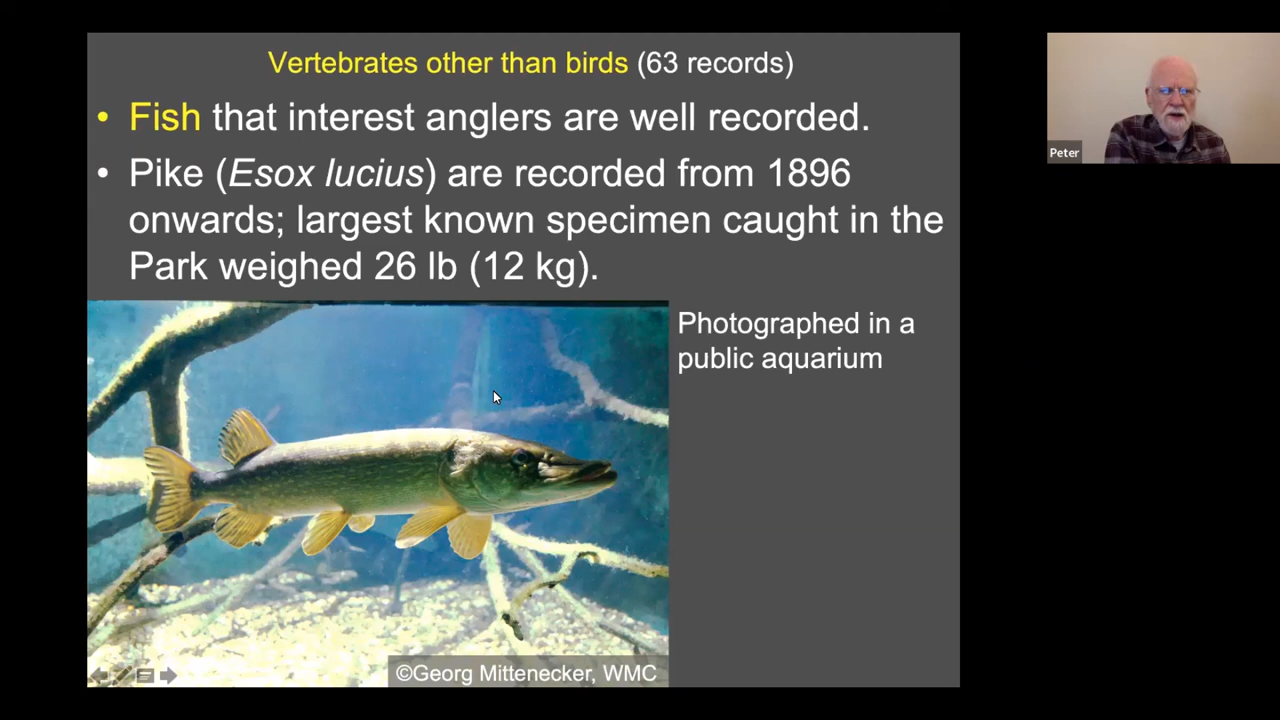 Vertebrates other than birds (63 records)
• Fish that interest anglers are well recorded.
• Pike (Esox lucius) are recorded from 1896
onwards; largest known specimen caught in the
Park weighed 26 lb (12 kg).
Photographed in a
public aquarium
©Georg Mittenecker, WMC
Peter